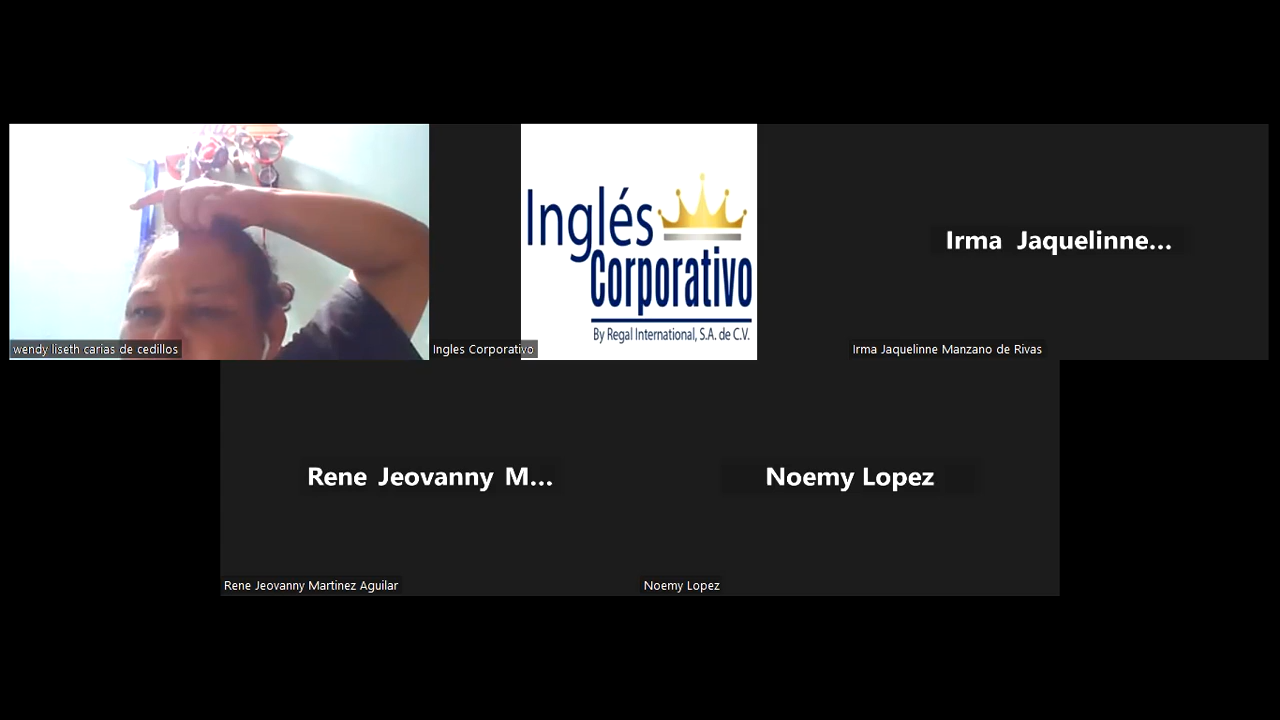 Irma Jaquelinne...
wendy liseth carias de cedillos
Ingles Corporativo
Inglés
Corporativo
By Regal International, S.A. de C.V.
Irma Jaquelinne Manzano de Rivas
Rene Jeovanny M...
Noemy Lopez
Rene Jeovanny Martinez Aguilar
Noemy Lopez